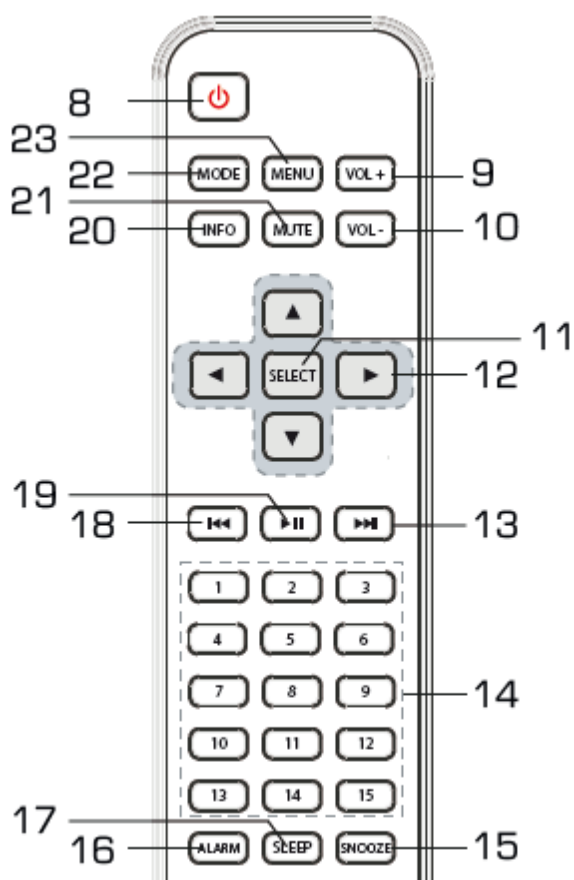 8
23
22 MODE MENU VOL + 9
21
20 INFO MUTE VOL - 10
11
SELECT 12
19
18 13
1 2 3
4 5 6
7 8 9 14
10 11 12
13 14 15
17
16 ALARM SLEEP SNOOZE 15